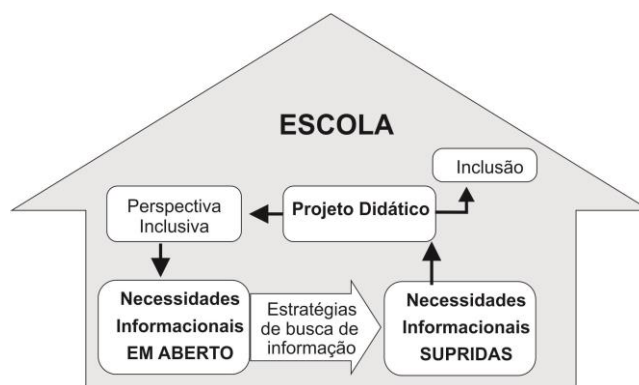 ESCOLA
Inclusão
Perspectiva
Inclusiva
Projeto Didático
Necessidades
Informacionais
EM ABERTO
Estratégias
de busca de
informação
Necessidades
Informacionais
SUPRIDAS